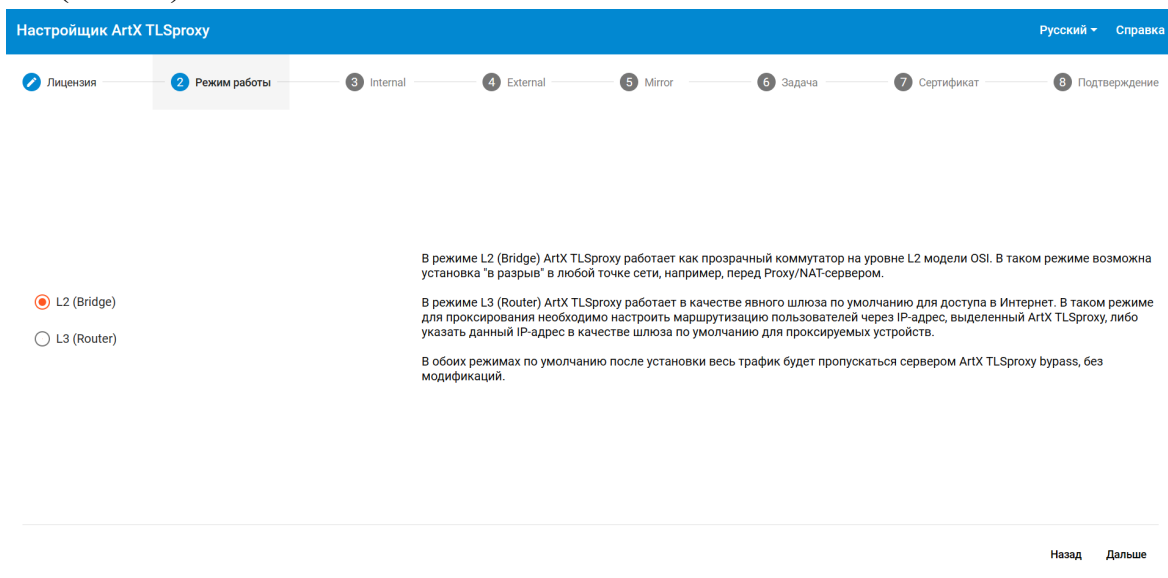 Настройщик ArtX TLSproxy
Русский
Справка
Лицензия
2 Режим работы
3 Internal
4 External
5 Mirror
6 Задача
7 Сертификат
8 Подтверждение
В режиме L2 (Bridge) ArtX TLSproxy работает как прозрачный коммутатор на уровне L2 модели OSI. В таком режиме возможна
установка "в разрыв" в любой точке сети, например, перед Proxy/NAT-сервером.
L2 (Bridge)
L3 (Router)
В режиме L3 (Router) ArtX TLSproxy работает в качестве явного шлюза по умолчанию для доступа в Интернет. В таком режиме
для проксирования необходимо настроить маршрутизацию пользователей через IP-адрес, выделенный ArtX TLSproxy, либо
указать данный IP-адрес в качестве шлюза по умолчанию для проксируемых устройств.
В обоих режимах по умолчанию после установки весь трафик будет пропускаться сервером ArtX TLSproxy bypass, без
модификаций.
Назад
Дальше